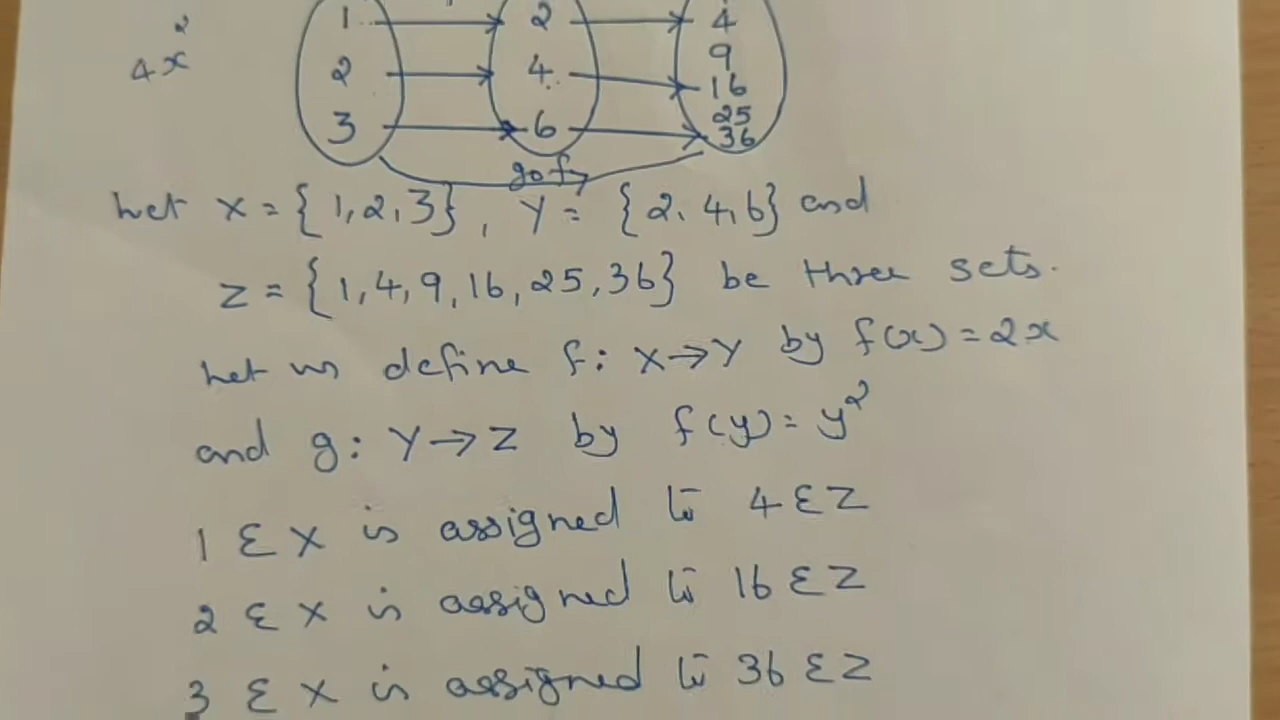 1 2 4
4x² 9
2 4 16
25
3 6 36
gof
Let X = {1,2,3}, Y = {2,4,6} and
Z = {1,4,9,16,25,36} be three sets.
Let us define f: X→Y by f(x) = 2x
and g: Y→Z by f(y) = y²
1 Ɛ X is assigned to 4 Ɛ Z
2 Ɛ X is assigned to 16 Ɛ Z
3 Ɛ X is assigned to 36 Ɛ Z